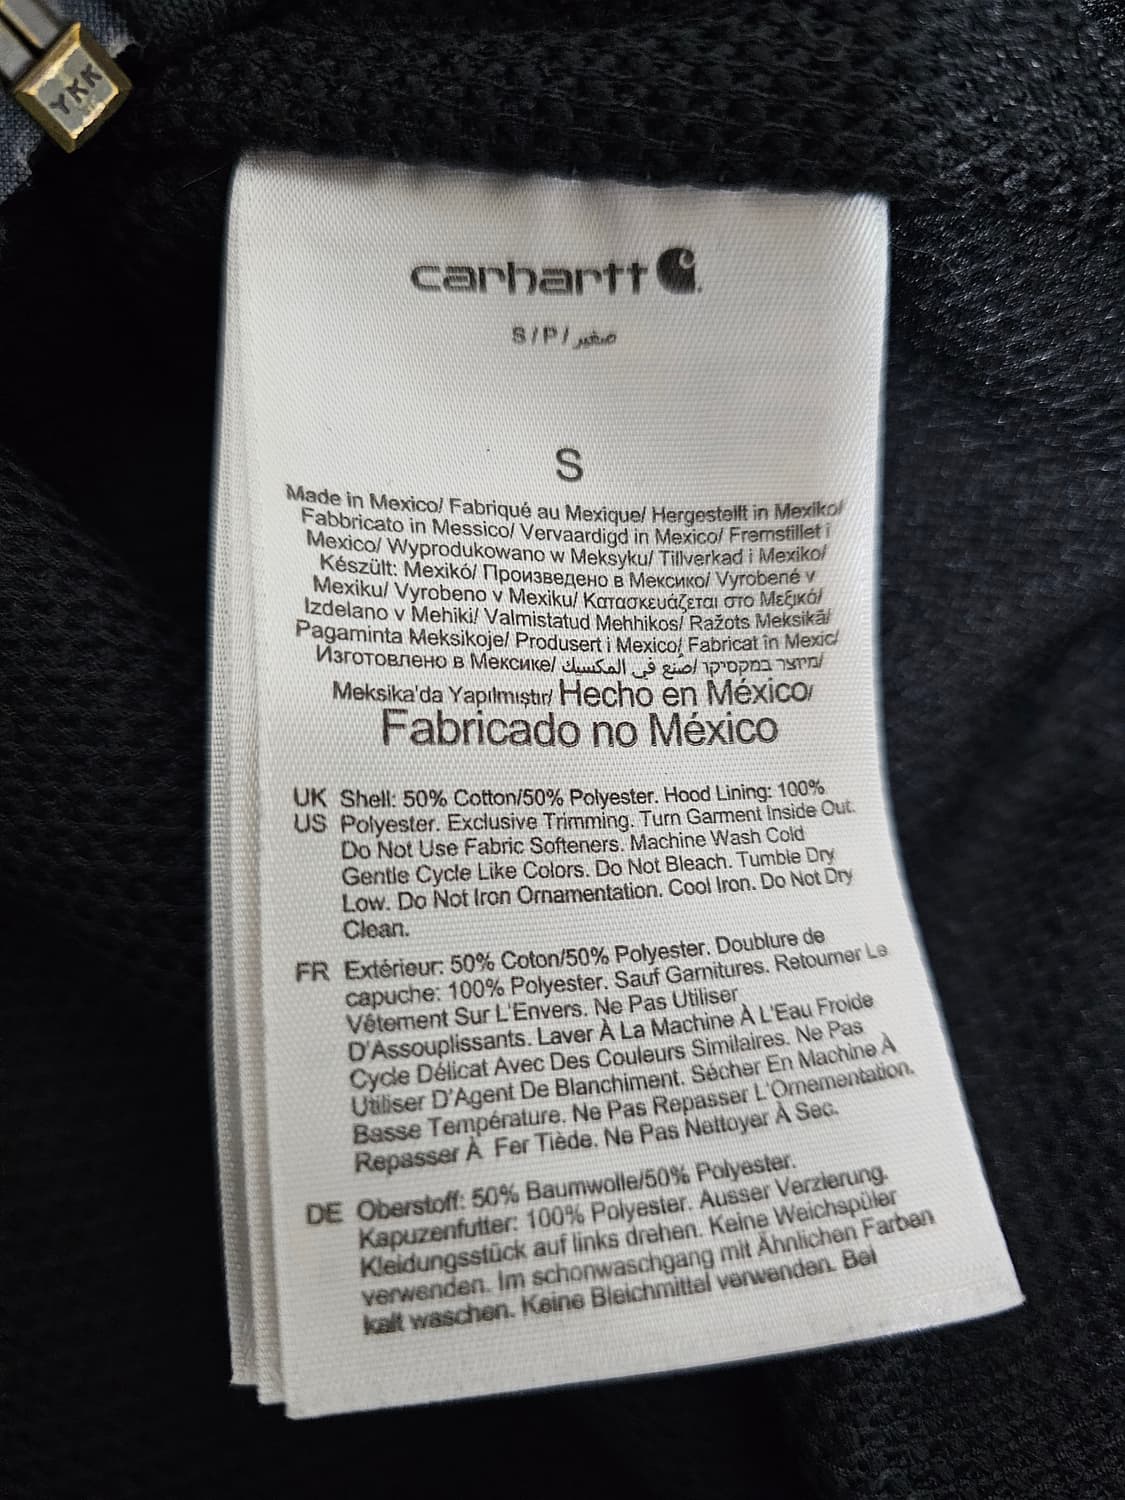 YKK
carhartt
S/P/صغير
S
Made in Mexico/ Fabriqué au Mexique/ Hergestellt in Mexiko/
Fabbricato in Messico/ Vervaardigd in Mexico/ Fremstillet i
Mexico/ Wyprodukowano w Meksyku/ Tillverkad i Mexiko/
Készült: Mexikó/ Произведено в Мексико/ Vyrobené v
Mexiku/ Vyrobeno v Mexiku/ Κατασκευάζεται στο Μεξικό/
Izdelano v Mehiki/ Valmistatud Mehhikos/ Ražots Meksikā/
Pagaminta Meksikoje/ Produsert i Mexico/ Fabricat în Mexic/
Изготовлено в Мексике/ صنع في المكسيك/ מיוצר במקסיקו/
Meksika'da Yapılmıştır/ Hecho en México/
Fabricado no México
UK Shell: 50% Cotton/50% Polyester. Hood Lining: 100%
US Polyester. Exclusive Trimming. Turn Garment Inside Out.
Do Not Use Fabric Softeners. Machine Wash Cold
Gentle Cycle Like Colors. Do Not Bleach. Tumble Dry
Low. Do Not Iron Ornamentation. Cool Iron. Do Not Dry
Clean.
FR Extérieur: 50% Coton/50% Polyester. Doublure de
capuche: 100% Polyester. Sauf Garnitures. Retourner Le
Vêtement Sur L'Envers. Ne Pas Utiliser
D'Assouplissants. Laver À La Machine À L'Eau Froide
Cycle Délicat Avec Des Couleurs Similaires. Ne Pas
Utiliser D'Agent De Blanchiment. Sécher En Machine À
Basse Température. Ne Pas Repasser L'Ornementation.
Repasser À Fer Tiède. Ne Pas Nettoyer À Sec.
DE Oberstoff: 50% Baumwolle/50% Polyester.
Kapuzenfutter: 100% Polyester. Ausser Verzierung.
Kleidungsstück auf links drehen. Keine Weichspüler
verwenden. Im schonwaschgang mit Ähnlichen Farben
kalt waschen. Keine Bleichmittel verwenden. Bei